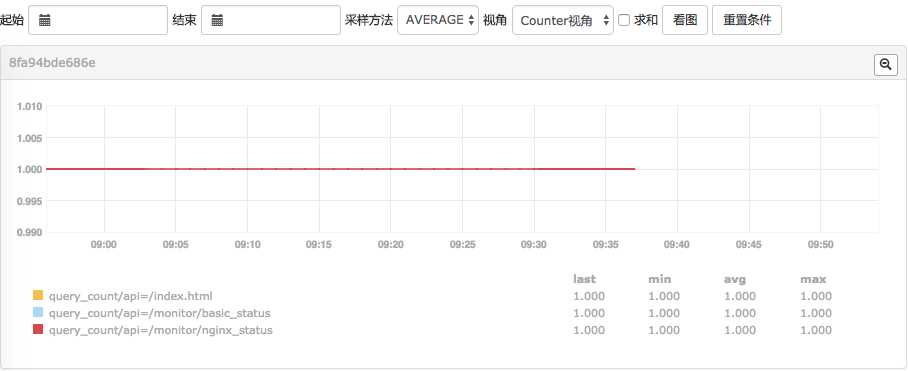 起始 结束 采样方法 AVERAGE 视角 Counter视角 求和 看图 重置条件
8fa94bde686e
1.010
1.005
1.000
0.995
0.990
09:00 09:05 09:10 09:15 09:20 09:25 09:30 09:35 09:40 09:45 09:50
last min avg max
query_count/api=/index.html 1.000 1.000 1.000 1.000
query_count/api=/monitor/basic_status 1.000 1.000 1.000 1.000
query_count/api=/monitor/nginx_status 1.000 1.000 1.000 1.000